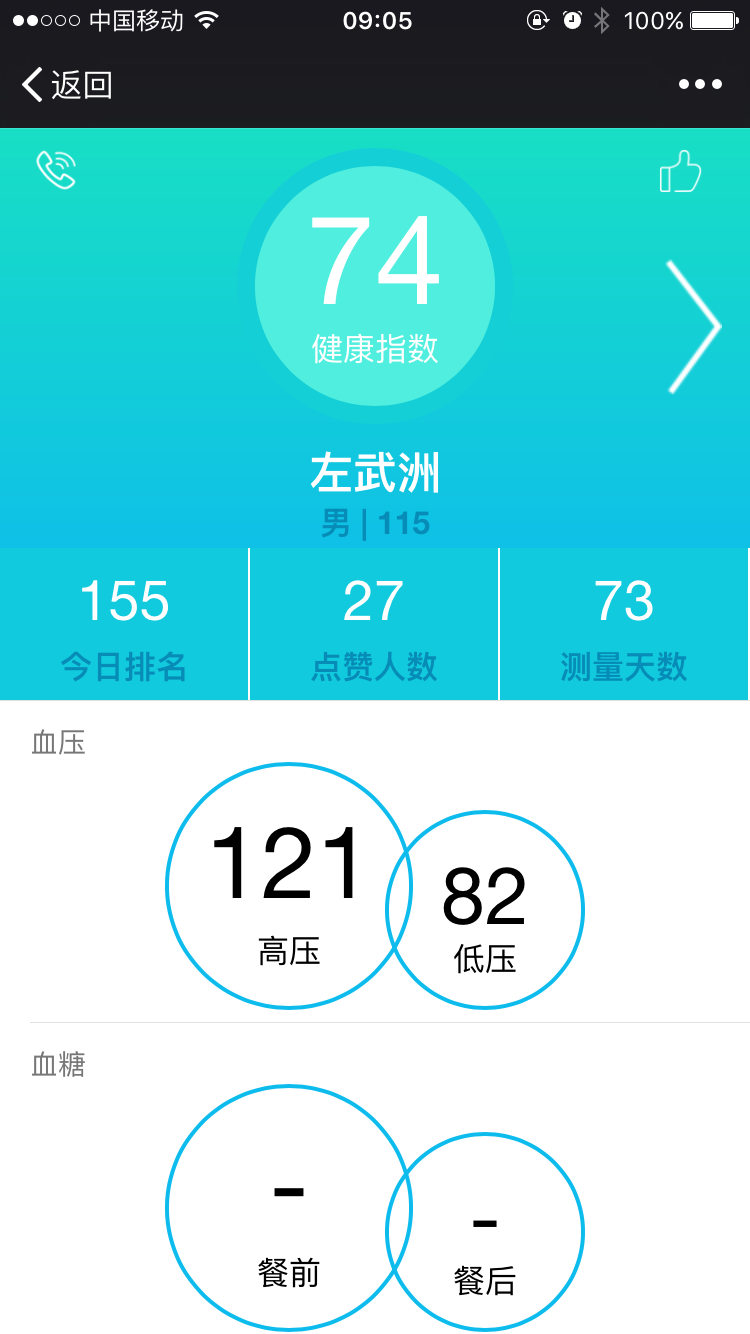 中国移动 09:05 100%
返回
74
健康指数
左武洲
男 | 115
155 27 73
今日排名 点赞人数 测量天数
血压
121 82
高压 低压
血糖
- -
餐前 餐后